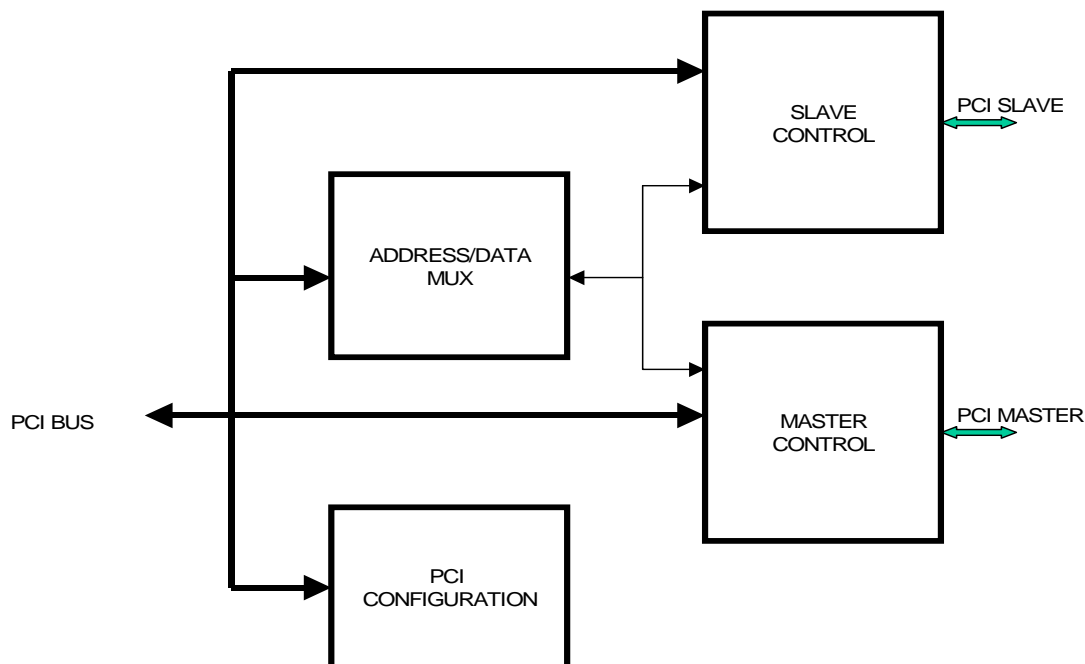 SLAVE
CONTROL
PCI SLAVE
ADDRESS/DATA
MUX
PCI BUS
MASTER
CONTROL
PCI MASTER
PCI
CONFIGURATION